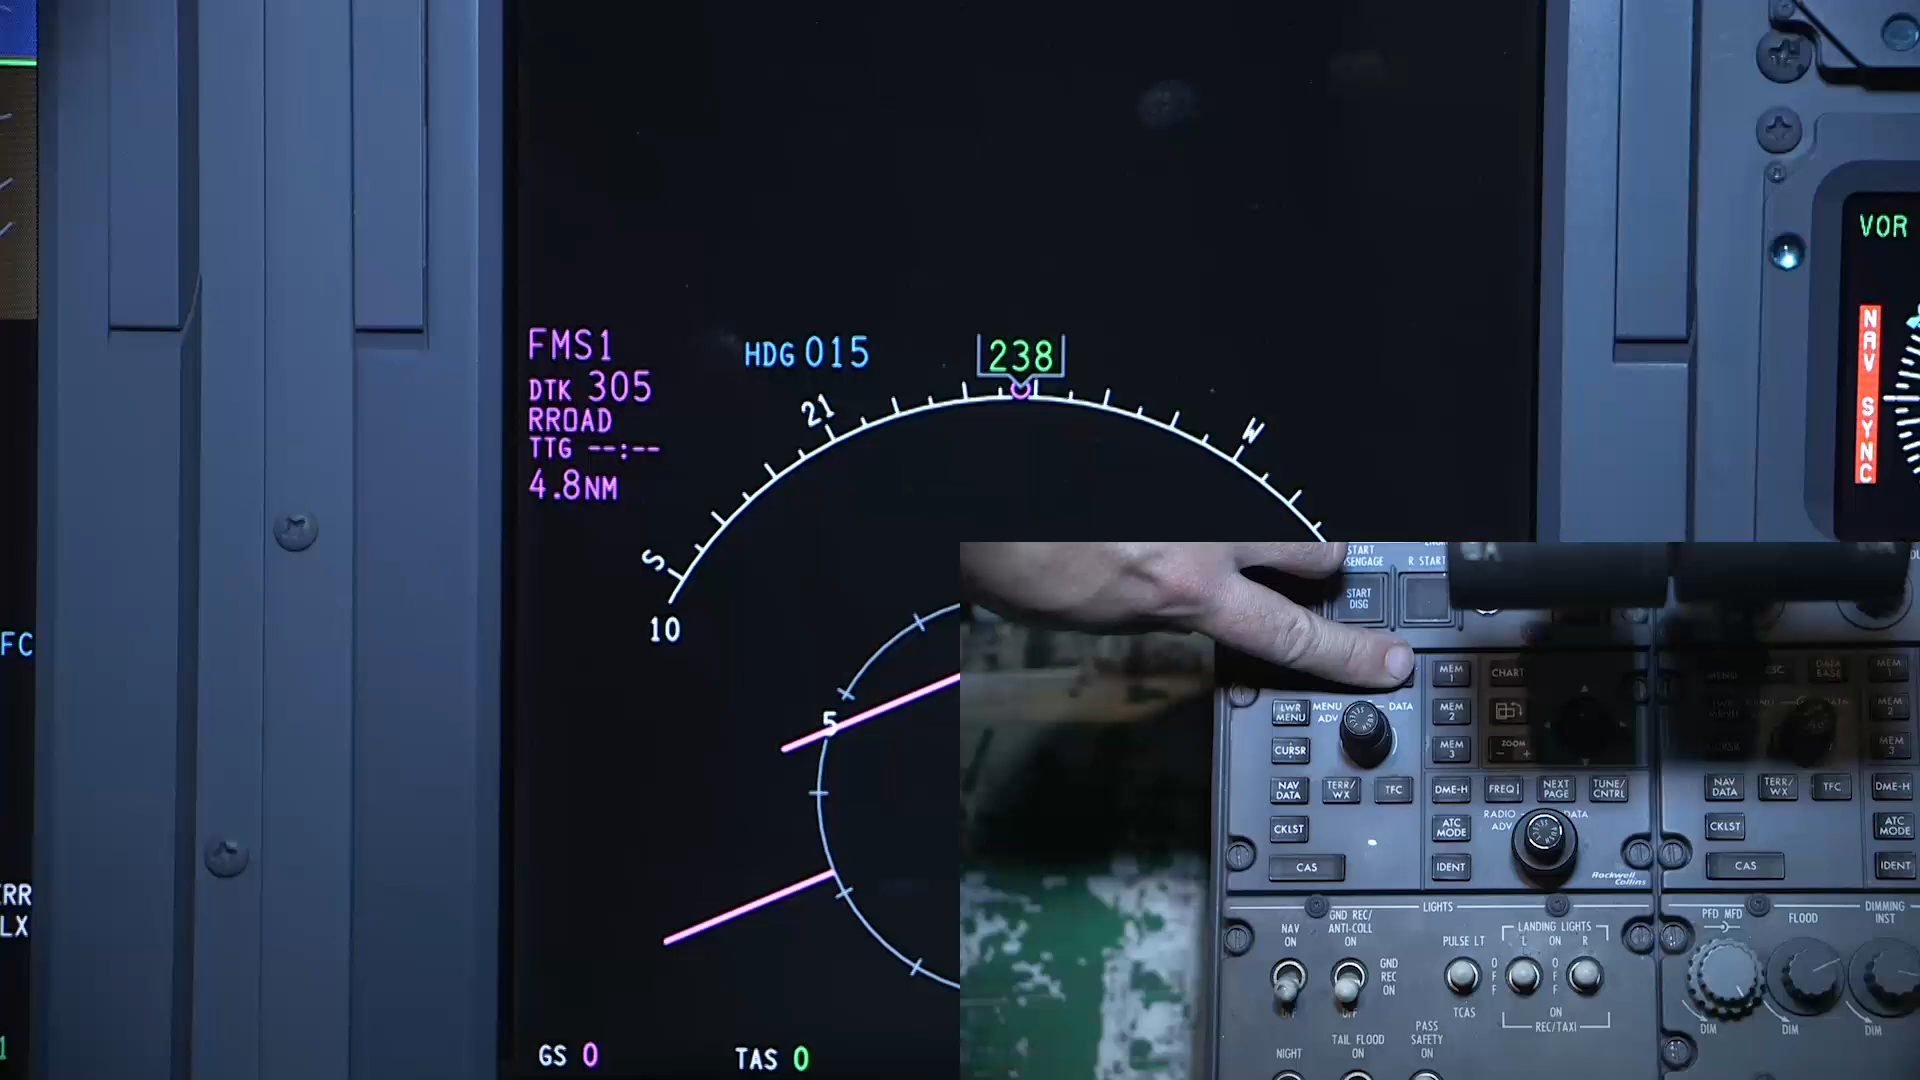 FMS1
DTK 305
RROAD
TTG --:--
4.8NM
HDG 015
238
21
W
S
10
5
GS 0
TAS 0
FC
RR
LX
1
VOR
NAV SYNC
START
R START
START
DISG
MEM
1
CHART
LWR
MENU
MENU
ADV
DATA
MEM
2
CURSR
MEM
3
ZOOM
- +
NAV
DATA
TERR/
WX
TFC
DME-H
FREQ
NEXT
PAGE
TUNE/
CNTRL
CKLST
ATC
MODE
RADIO
ADV
DATA
CAS
IDENT
Rockwell
Collins
DATA
BASE
MEM
1
MEM
2
MEM
3
NAV
DATA
TERR/
WX
TFC
DME-H
CKLST
ATC
MODE
CAS
IDENT
LIGHTS
NAV
ON
GND REC/
ANTI-COLL
ON
GND
REC
ON
OFF
PULSE LT
OFF
TCAS
LANDING LIGHTS
L ON R
OFF
ON
REC/TAXI
NIGHT
TAIL FLOOD
ON
PASS
SAFETY
ON
PFD MFD
FLOOD
DIMMING
INST
DIM
DIM
DIM